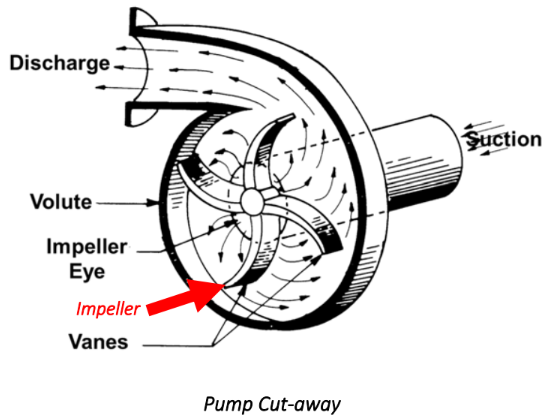 Discharge
Suction
Volute
Impeller
Eye
Impeller
Vanes
Pump Cut-away